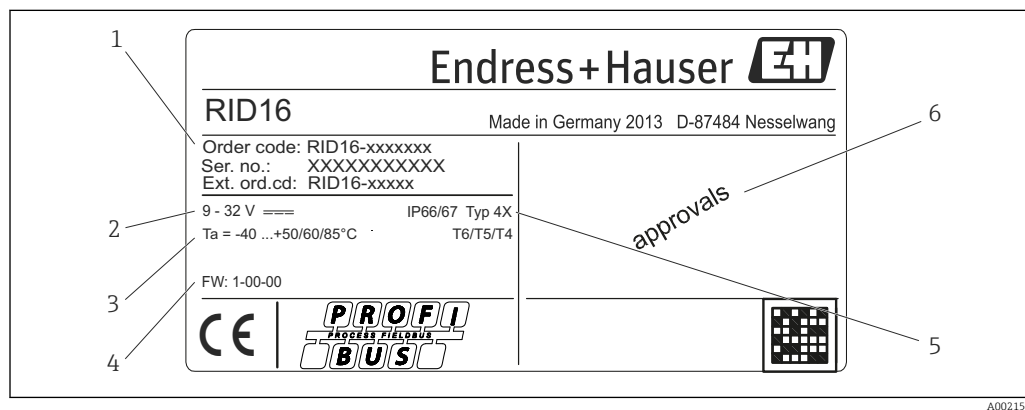 1
Endress+Hauser EH
RID16
Made in Germany 2013 D-87484 Nesselwang
6
Order code: RID16-xxxxxxx
Ser. no.: XXXXXXXXXXX
Ext. ord.cd: RID16-xxxxx
approvals
2
9 - 32 V
IP66/67 Typ 4X
3
Ta = -40 ...+50/60/85°C
T6/T5/T4
4
FW: 1-00-00
5
CE
PROFI
PROCESS FIELDBUS
BUS
A00215